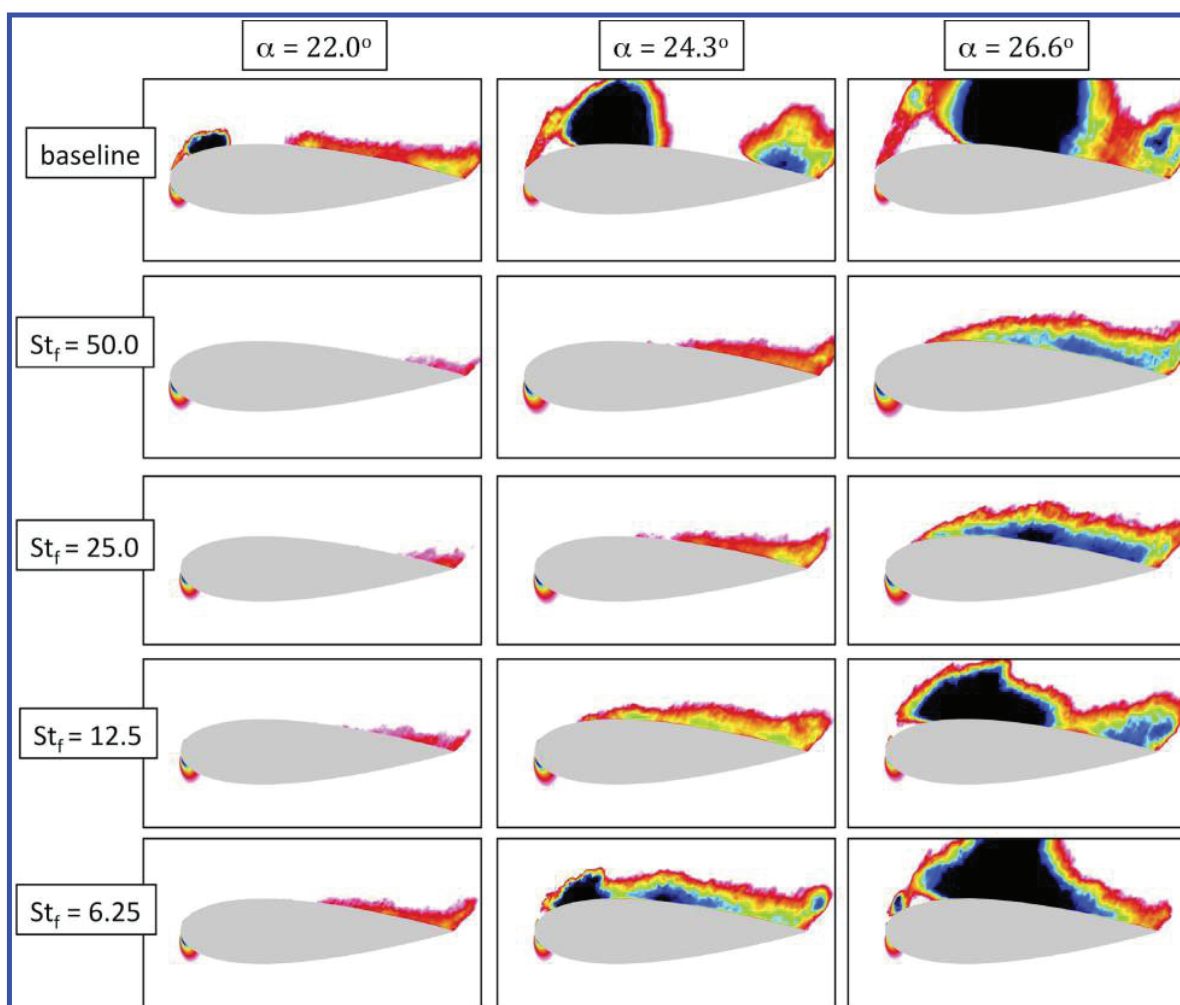 α = 22.0° α = 24.3° α = 26.6°
baseline
St_f = 50.0
St_f = 25.0
St_f = 12.5
St_f = 6.25